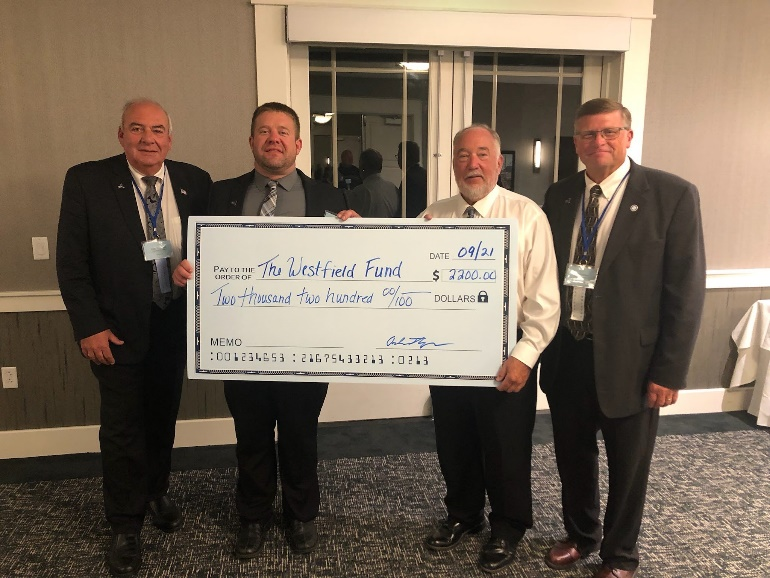 DATE 09/21
PAY TO THE ORDER OF The Westfield Fund $ 2200.00
Two thousand two hundred 00/100 DOLLARS
MEMO